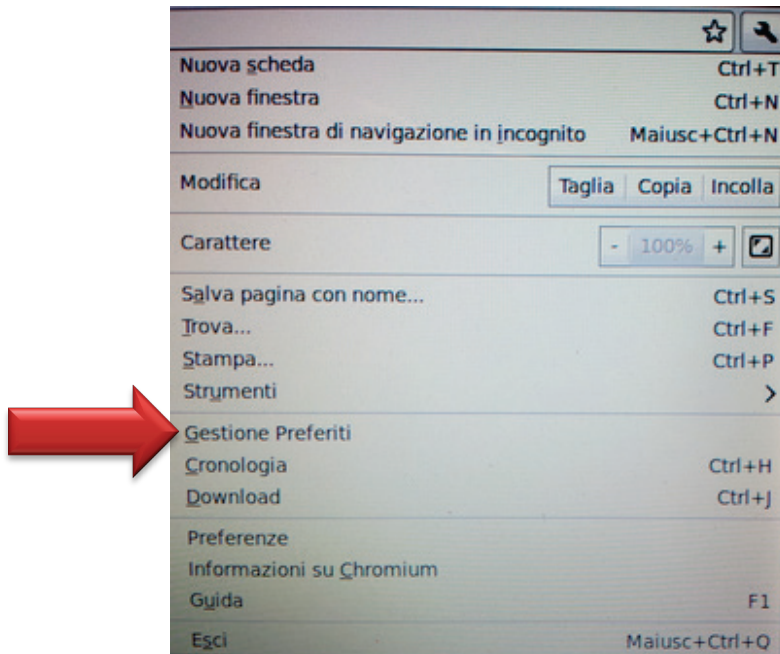 Nuova scheda Ctrl+T
Nuova finestra Ctrl+N
Nuova finestra di navigazione in incognito Maiusc+Ctrl+N
Modifica Taglia Copia Incolla
Carattere - 100% +
Salva pagina con nome... Ctrl+S
Trova... Ctrl+F
Stampa... Ctrl+P
Strumenti >
Gestione Preferiti
Cronologia Ctrl+H
Download Ctrl+J
Preferenze
Informazioni su Chromium
Guida F1
Esci Maiusc+Ctrl+Q